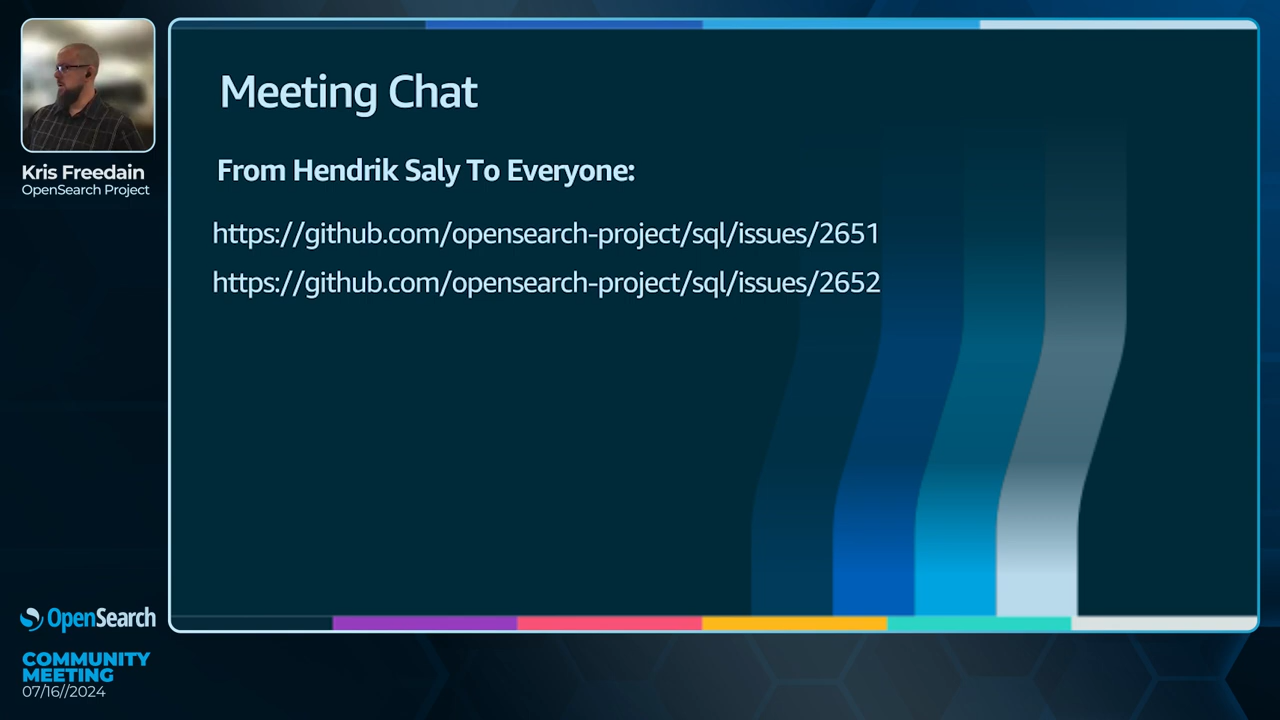 Kris Freedain
OpenSearch Project
Meeting Chat
From Hendrik Saly To Everyone:
https://github.com/opensearch-project/sql/issues/2651
https://github.com/opensearch-project/sql/issues/2652
OpenSearch
COMMUNITY
MEETING
07/16//2024